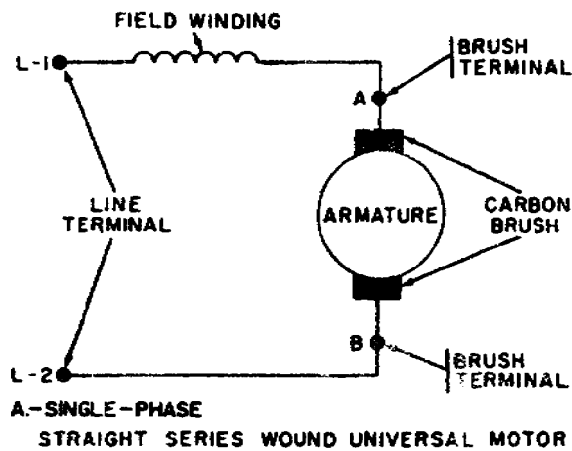 FIELD WINDING
L-1
BRUSH
TERMINAL
A
LINE
TERMINAL
ARMATURE
CARBON
BRUSH
B
L-2
BRUSH
TERMINAL
A.-SINGLE-PHASE
STRAIGHT SERIES WOUND UNIVERSAL MOTOR